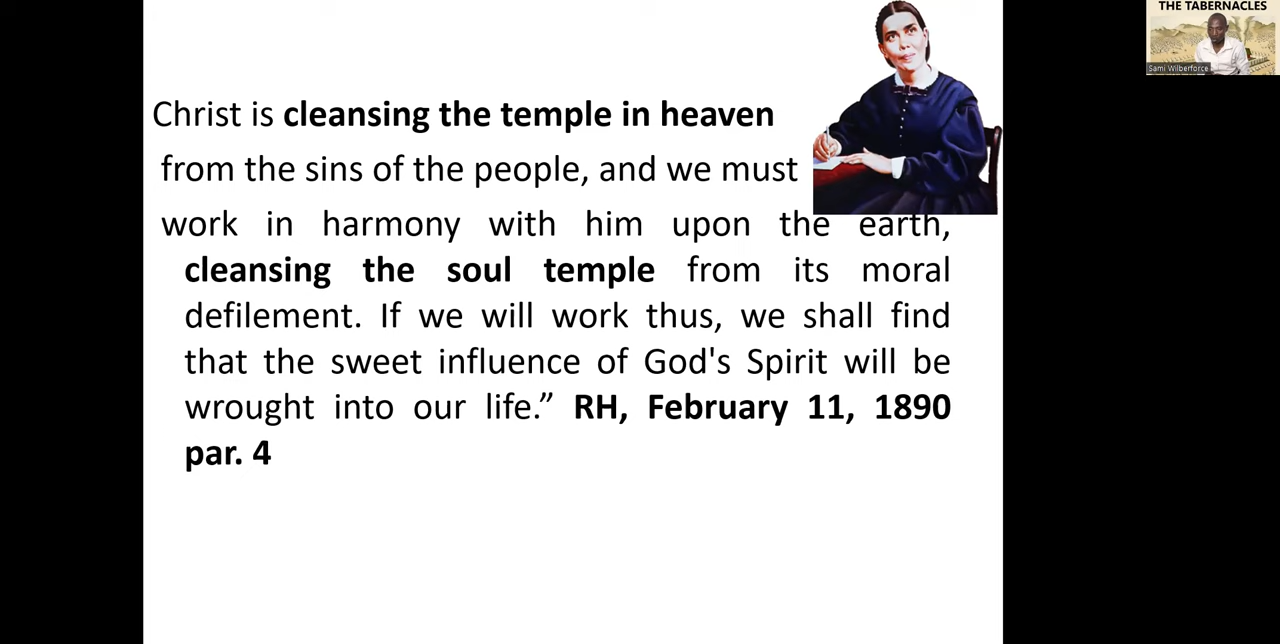 THE TABERNACLES
Sami Wilberforce
Christ is cleansing the temple in heaven
from the sins of the people, and we must
work in harmony with him upon the earth,
cleansing the soul temple from its moral
defilement. If we will work thus, we shall find
that the sweet influence of God's Spirit will be
wrought into our life.” RH, February 11, 1890
par. 4